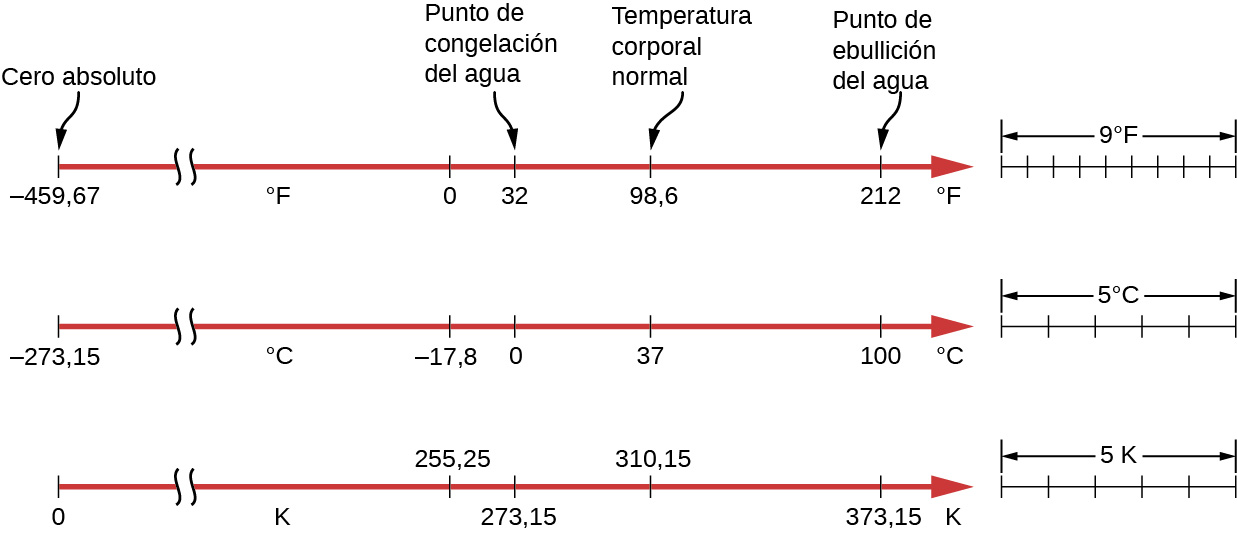 Cero absoluto
Punto de
congelación
del agua
Temperatura
corporal
normal
Punto de
ebullición
del agua
–459,67 °F 0 32 98,6 212 °F
9°F
–273,15 °C –17,8 0 37 100 °C
5°C
255,25 310,15
0 K 273,15 373,15 K
5 K